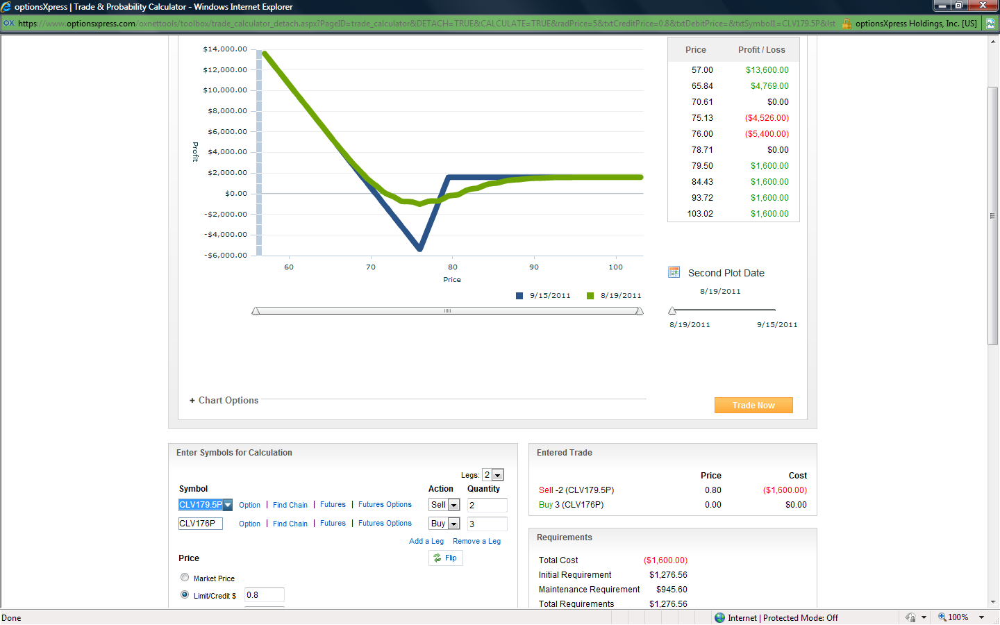 optionsXpress | Trade & Probability Calculator - Windows Internet Explorer
OX https://www.optionsxpress.com/oxnettools/toolbox/trade_calculator_detach.aspx?PageID=trade_calculator&DETACH=TRUE&CALCULATE=TRUE&radPrice=5&txtCreditPrice=0.8&txtDebitPrice=&txtSymbol1=CLV179.5P&lst optionsXpress Holdings, Inc. [US]
$14,000.00
$12,000.00
$10,000.00
$8,000.00
$6,000.00
$4,000.00
$2,000.00
$0.00
-$2,000.00
-$4,000.00
-$6,000.00
Profit
60 70 80 90 100
Price
9/15/2011 8/19/2011
Price Profit / Loss
57.00 $13,600.00
65.84 $4,769.00
70.61 $0.00
75.13 ($4,526.00)
76.00 ($5,400.00)
78.71 $0.00
79.50 $1,600.00
84.43 $1,600.00
93.72 $1,600.00
103.02 $1,600.00
Second Plot Date
8/19/2011
8/19/2011 9/15/2011
+ Chart Options
Trade Now
Enter Symbols for Calculation
Legs: 2
Symbol Action Quantity
CLV179.5P Option | Find Chain | Futures | Futures Options Sell 2
CLV176P Option | Find Chain | Futures | Futures Options Buy 3
Add a Leg Remove a Leg
Price Flip
Market Price
Limit/Credit $ 0.8
Entered Trade
Price Cost
Sell -2 (CLV179.5P) 0.80 ($1,600.00)
Buy 3 (CLV176P) 0.00 $0.00
Requirements
Total Cost ($1,600.00)
Initial Requirement $1,276.56
Maintenance Requirement $945.60
Total Requirements $1,276.56
Done Internet | Protected Mode: Off 100%